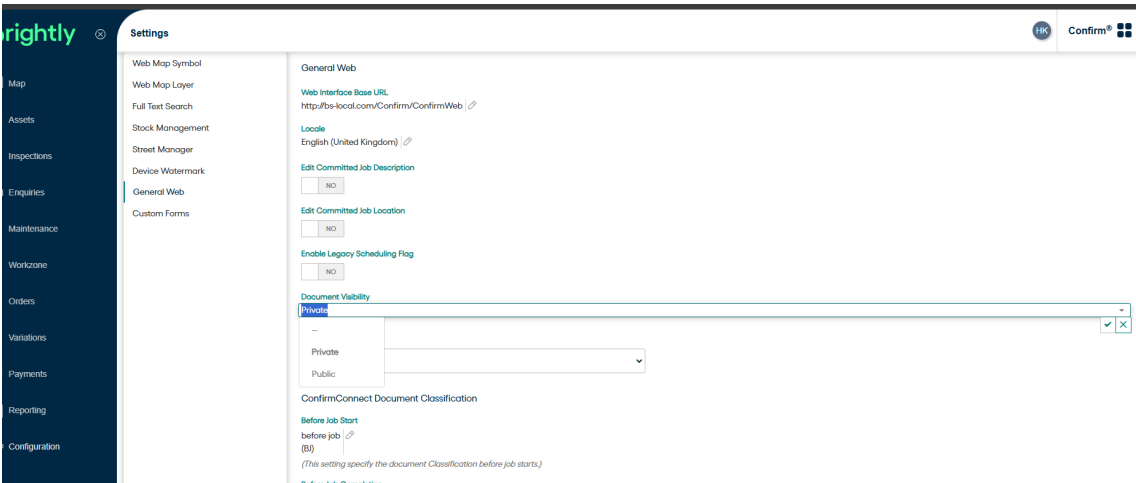 rightly
Settings
HK
Confirm®
Map
Assets
Inspections
Enquiries
Maintenance
Workzone
Orders
Variations
Payments
Reporting
Configuration
Web Map Symbol
Web Map Layer
Full Text Search
Stock Management
Street Manager
Device Watermark
General Web
Custom Forms
General Web
Web Interface Base URL
http://bs-local.com/Confirm/ConfirmWeb
Locale
English (United Kingdom)
Edit Committed Job Description
NO
Edit Committed Job Location
NO
Enable Legacy Scheduling Flag
NO
Document Visibility
Private
--
Private
Public
ConfirmConnect Document Classification
Before Job Start
before job
(BJ)
(This setting specify the document Classification before job starts.)